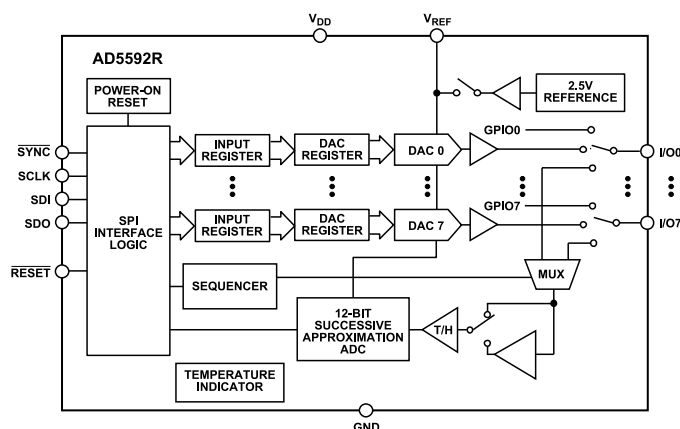 VDD
VREF
AD5592R
POWER-ON
RESET
2.5V
REFERENCE
SYNC
SCLK
SDI
SDO
RESET
SPI
INTERFACE
LOGIC
INPUT
REGISTER
DAC
REGISTER
DAC 0
GPIO0
I/O0
INPUT
REGISTER
DAC
REGISTER
DAC 7
GPIO7
I/O7
SEQUENCER
MUX
12-BIT
SUCCESSIVE
APPROXIMATION
ADC
T/H
TEMPERATURE
INDICATOR
GND